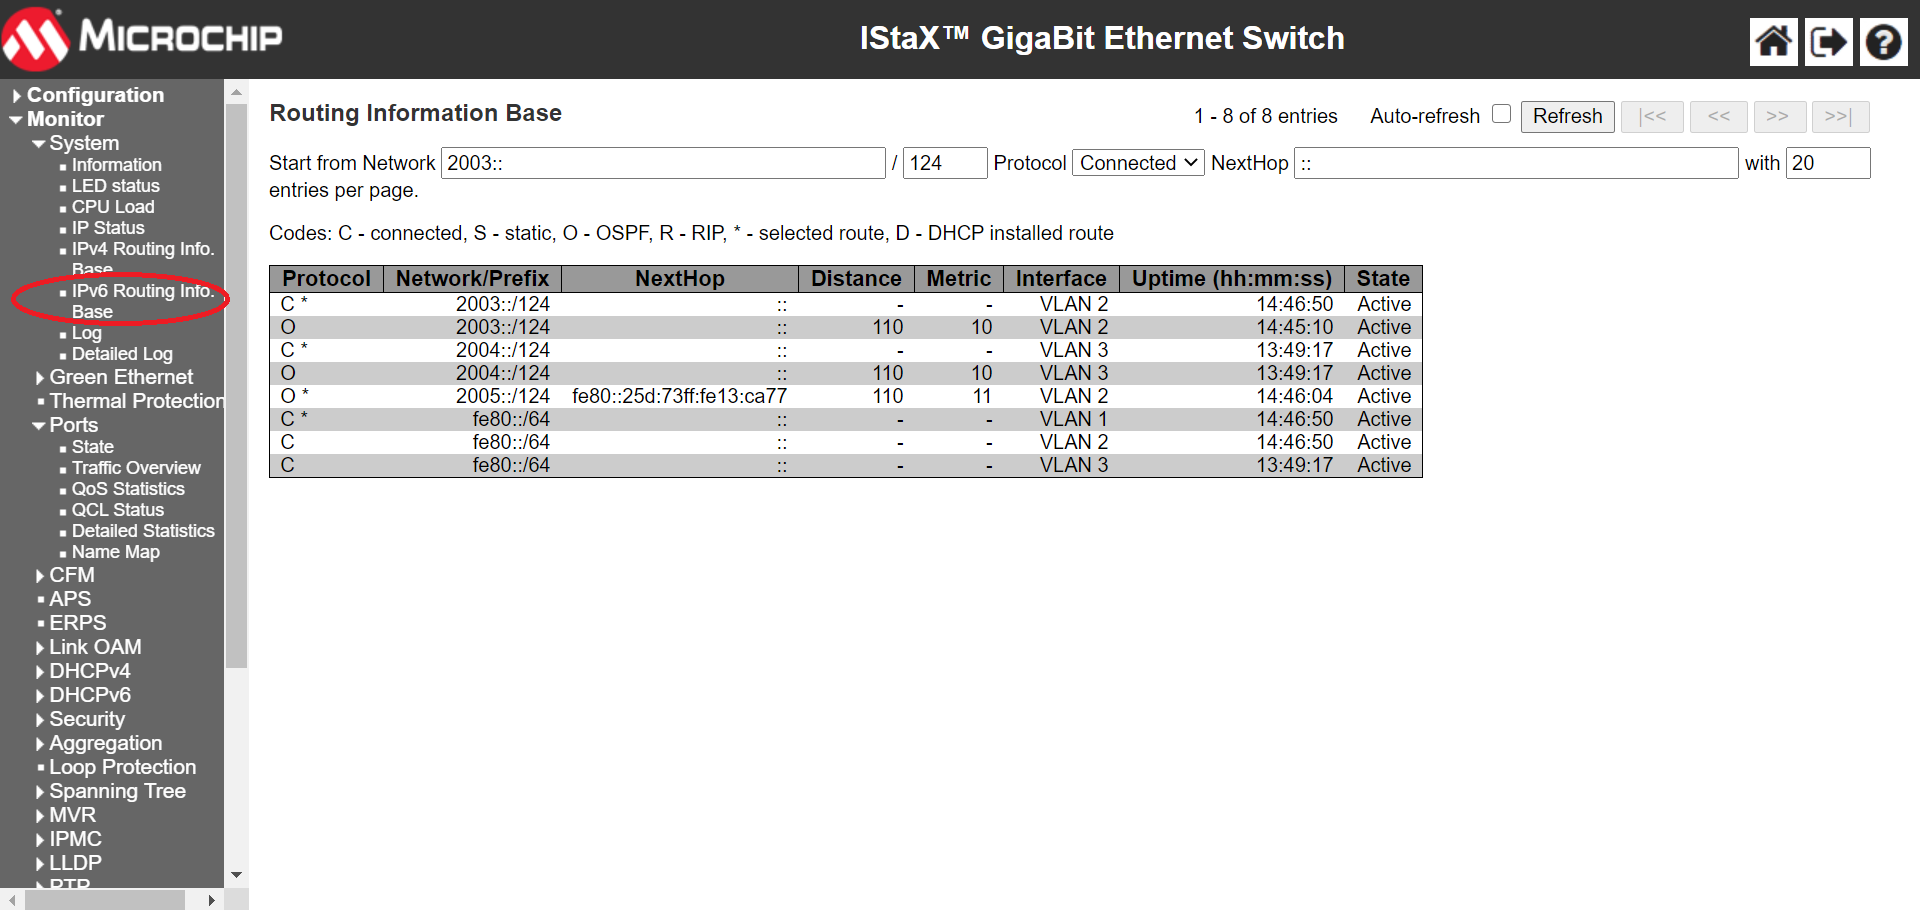 MICROCHIP
IStaX™ GigaBit Ethernet Switch
Configuration
Monitor
System
Information
LED status
CPU Load
IP Status
IPv4 Routing Info.
Base
IPv6 Routing Info.
Base
Log
Detailed Log
Green Ethernet
Thermal Protection
Ports
State
Traffic Overview
QoS Statistics
QCL Status
Detailed Statistics
Name Map
CFM
APS
ERPS
Link OAM
DHCPv4
DHCPv6
Security
Aggregation
Loop Protection
Spanning Tree
MVR
IPMC
LLDP
PTP
Routing Information Base
1 - 8 of 8 entries Auto-refresh Refresh |<< << >> >>|
Start from Network 2003:: / 124 Protocol Connected NextHop :: with 20
entries per page.
Codes: C - connected, S - static, O - OSPF, R - RIP, * - selected route, D - DHCP installed route
Protocol Network/Prefix NextHop Distance Metric Interface Uptime (hh:mm:ss) State
C * 2003::/124 :: - - VLAN 2 14:46:50 Active
O 2003::/124 :: 110 10 VLAN 2 14:45:10 Active
C * 2004::/124 :: - - VLAN 3 13:49:17 Active
O 2004::/124 :: 110 10 VLAN 3 13:49:17 Active
O * 2005::/124 fe80::25d:73ff:fe13:ca77 110 11 VLAN 2 14:46:04 Active
C * fe80::/64 :: - - VLAN 1 14:46:50 Active
C fe80::/64 :: - - VLAN 2 14:46:50 Active
C fe80::/64 :: - - VLAN 3 13:49:17 Active